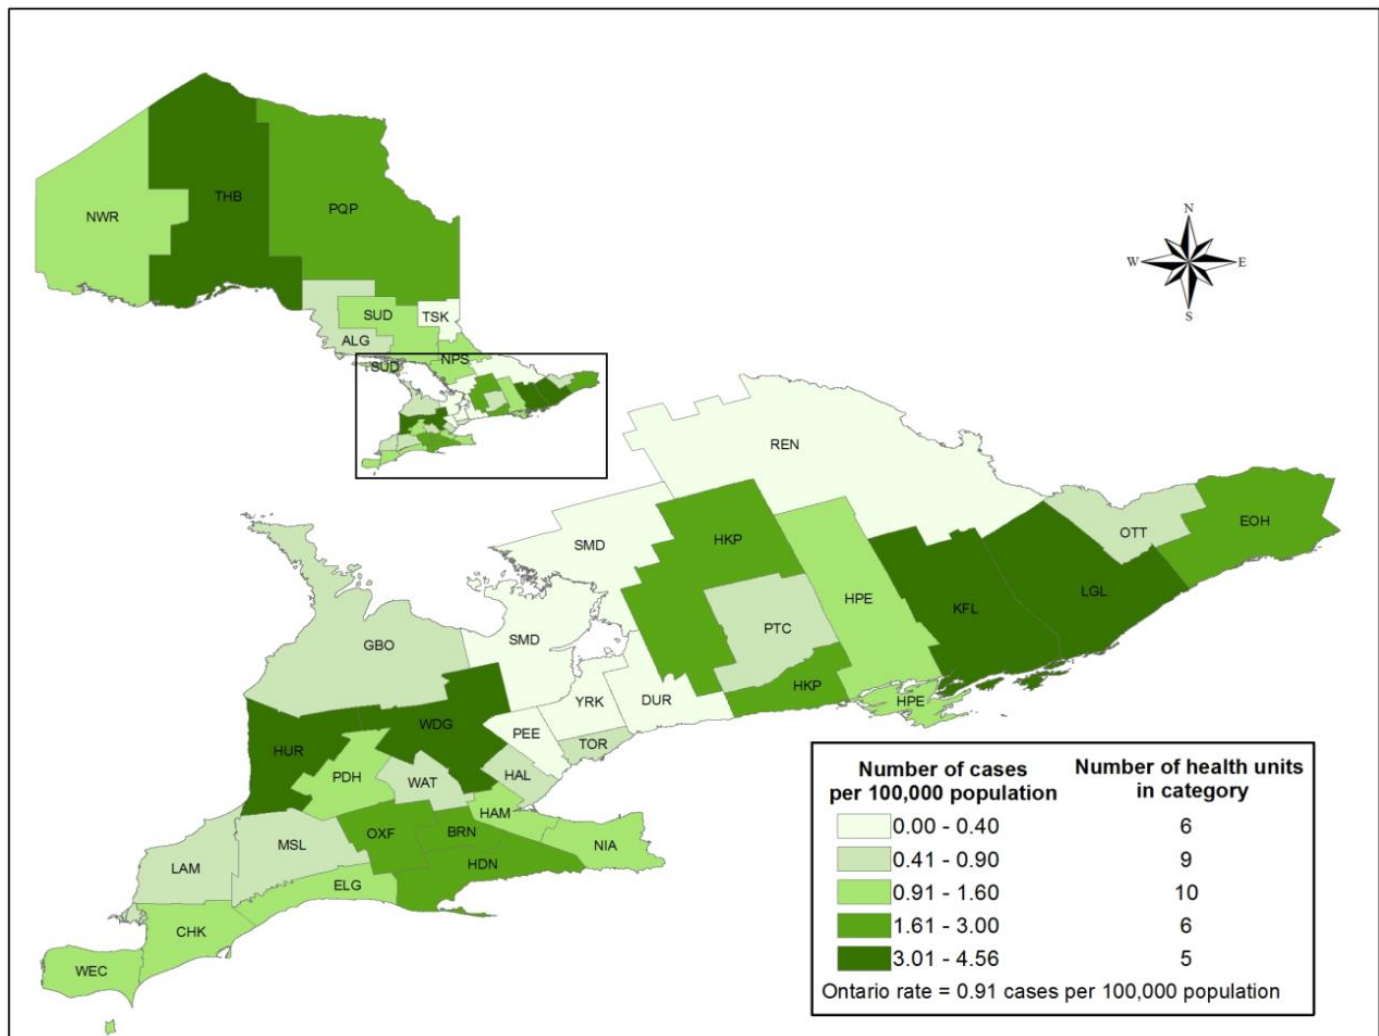 THB
NWR
PQP
N
W
E
S
SUD
TSK
ALG
NPS
SUD
REN
OTT
EOH
SMD
HKP
LGL
KFL
HPE
PTC
SMD
GBO
HKP
HPE
YRK
DUR
WDG
PEE
TOR
HUR
PDH
WAT
HAL
HAM
OXF
BRN
NIA
MSL
HDN
LAM
ELG
CHK
WEC
Number of cases
per 100,000 population
Number of health units
in category
0.00 - 0.40 6
0.41 - 0.90 9
0.91 - 1.60 10
1.61 - 3.00 6
3.01 - 4.56 5
Ontario rate = 0.91 cases per 100,000 population